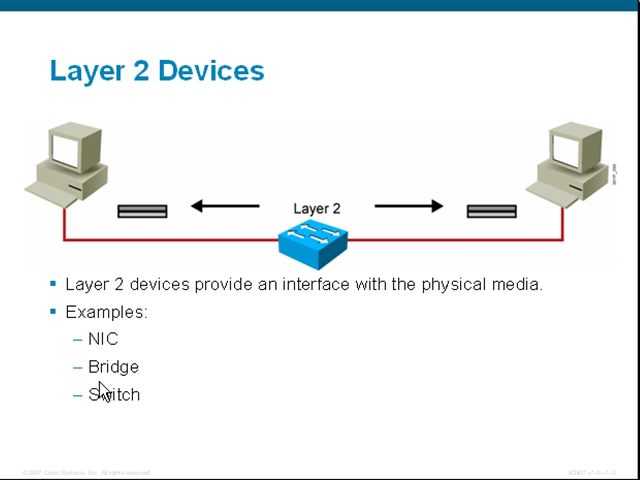 Layer 2 Devices
Layer 2
Layer 2 devices provide an interface with the physical media.
Examples:
– NIC
– Bridge
– Switch
© 2007 Cisco Systems, Inc. All rights reserved.